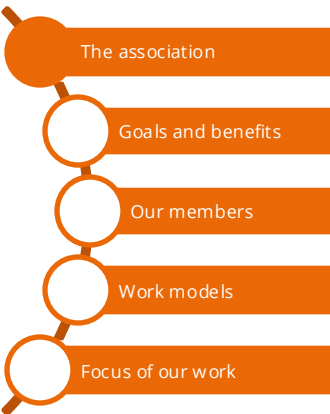 The association
Goals and benefits
Our members
Work models
Focus of our work